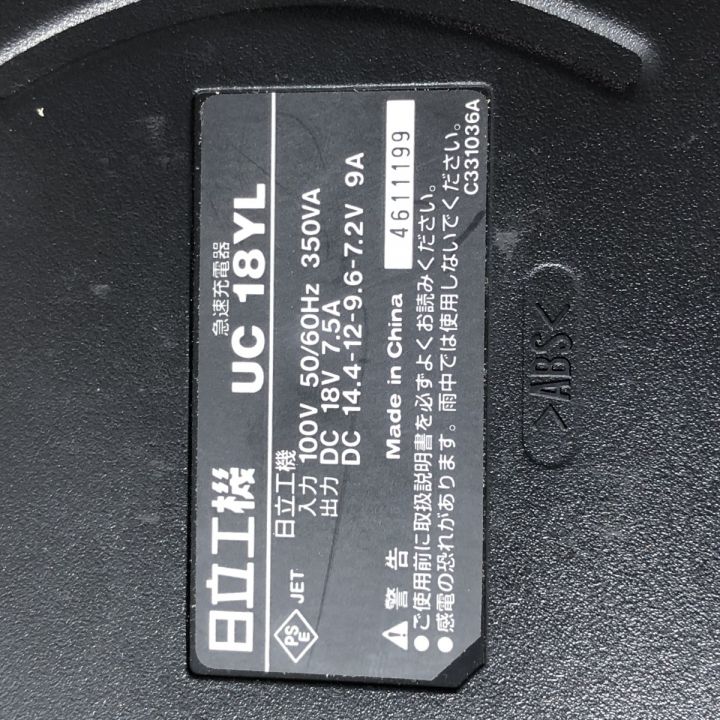 日立工機
急速充電器
UC 18YL
日立工機
入力 100V 50/60Hz 350VA
出力 DC 18V 7.5A
DC 14.4-12-9.6-7.2V 9A
PS
E
JET
Made in China
4611199
警告
●ご使用前に取扱説明書を必ずよくお読みください。
●感電の恐れがあります。雨中では使用しないでください。
C331036A
>ABS<